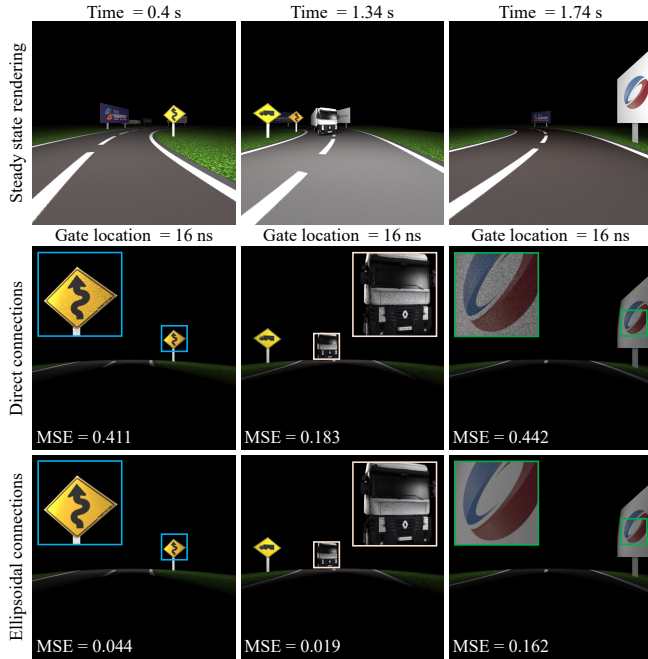 Time = 0.4 s
Time = 1.34 s
Time = 1.74 s
Steady state rendering
Gate location = 16 ns
Gate location = 16 ns
Gate location = 16 ns
Direct connections
MSE = 0.411
MSE = 0.183
MSE = 0.442
Ellipsoidal connections
MSE = 0.044
MSE = 0.019
MSE = 0.162